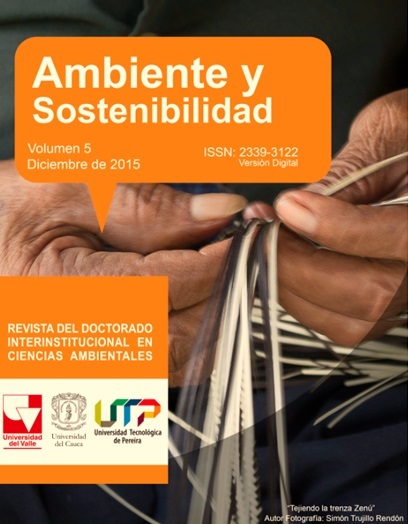 Ambiente y
Sostenibilidad
Volumen 5
Diciembre de 2015
ISSN: 2339-3122
Versión Digital
REVISTA DEL DOCTORADO
INTERINSTITUCIONAL EN
CIENCIAS AMBIENTALES
Universidad
del Valle
Universidad
del Cauca
UTP
Universidad Tecnológica
de Pereira
"Tejiendo la trenza Zenú"
Autor Fotografía: Simón Trujillo Rendón